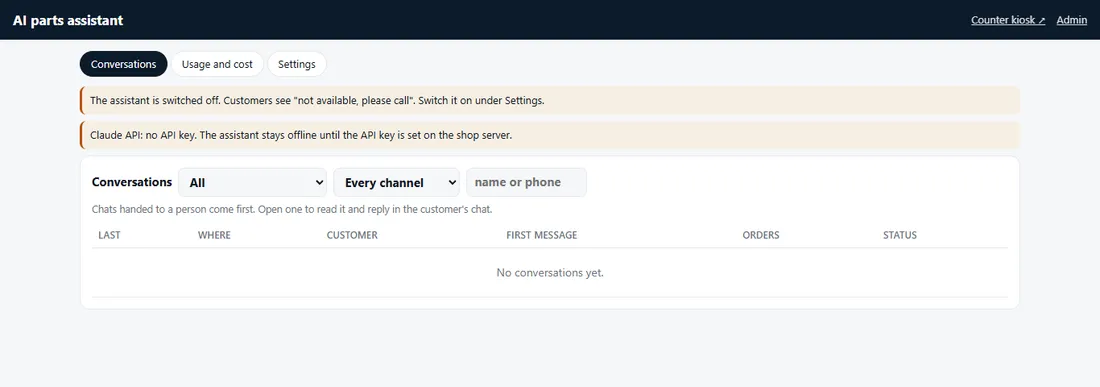 AI parts assistant
Counter kiosk ↗ Admin
Conversations Usage and cost Settings
The assistant is switched off. Customers see "not available, please call". Switch it on under Settings.
Claude API: no API key. The assistant stays offline until the API key is set on the shop server.
Conversations All Every channel name or phone
Chats handed to a person come first. Open one to read it and reply in the customer's chat.
LAST WHERE CUSTOMER FIRST MESSAGE ORDERS STATUS
No conversations yet.